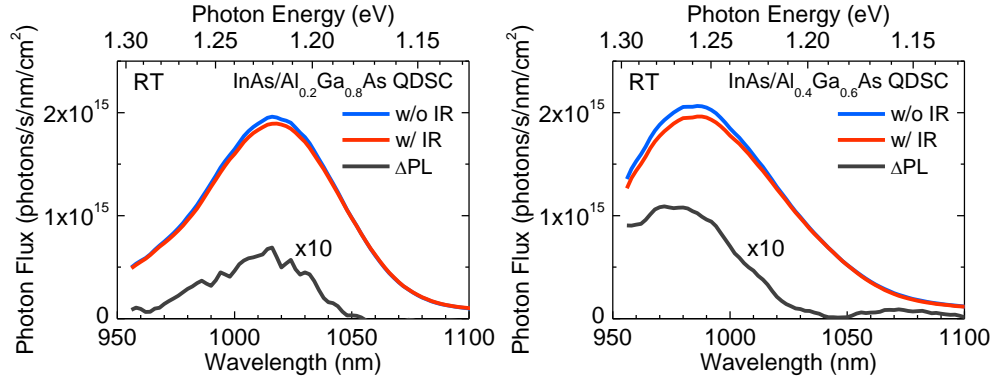 Photon Energy (eV)
1.30 1.25 1.20 1.15
RT InAs/Al0.2Ga0.8As QDSC
w/o IR
w/ IR
ΔPL
x10
2x10^15
1x10^15
0
Photon Flux (photons/s/nm/cm^2)
950 1000 1050 1100
Wavelength (nm)
Photon Energy (eV)
1.30 1.25 1.20 1.15
RT InAs/Al0.4Ga0.6As QDSC
w/o IR
w/ IR
ΔPL
x10
2x10^15
1x10^15
0
Photon Flux (photons/s/nm/cm^2)
950 1000 1050 1100
Wavelength (nm)